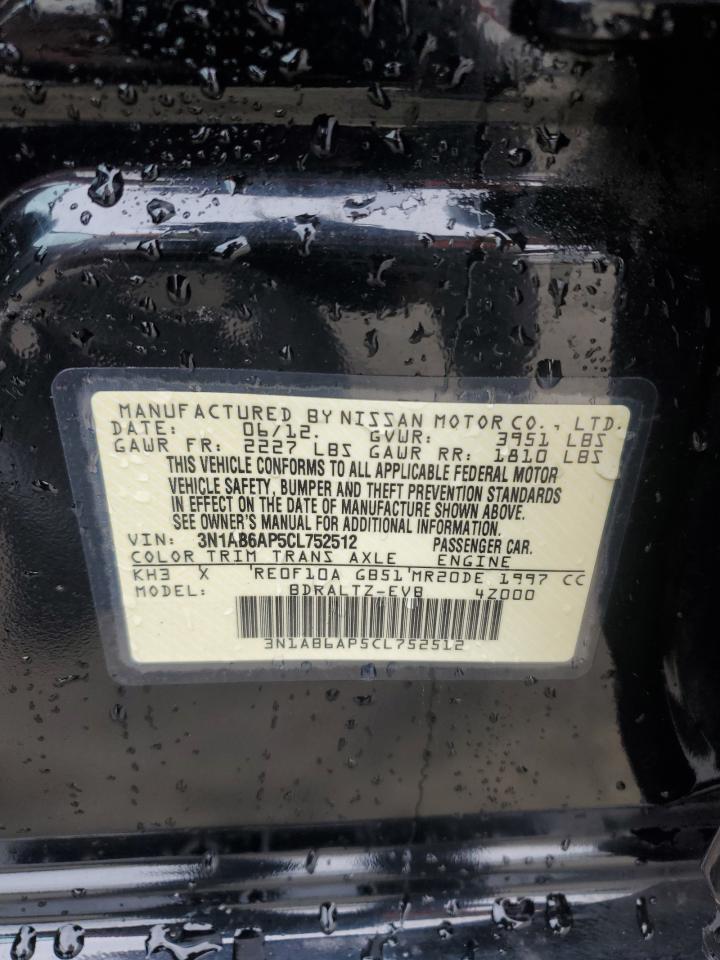 MANUFACTURED BY NISSAN MOTOR CO., LTD.
DATE: 06/12. GVWR: 3951 LBS
GAWR FR: 2227 LBS GAWR RR: 1810 LBS
THIS VEHICLE CONFORMS TO ALL APPLICABLE FEDERAL MOTOR
VEHICLE SAFETY, BUMPER AND THEFT PREVENTION STANDARDS
IN EFFECT ON THE DATE OF MANUFACTURE SHOWN ABOVE.
SEE OWNER'S MANUAL FOR ADDITIONAL INFORMATION.
VIN: 3N1AB6AP5CL752512 PASSENGER CAR.
COLOR TRIM TRANS AXLE ENGINE
KH3 X 'RE0F10A GB51'MR20DE 1997 CC
MODEL: BDRALTZ-EVB 4Z000
3N1AB6AP5CL752512